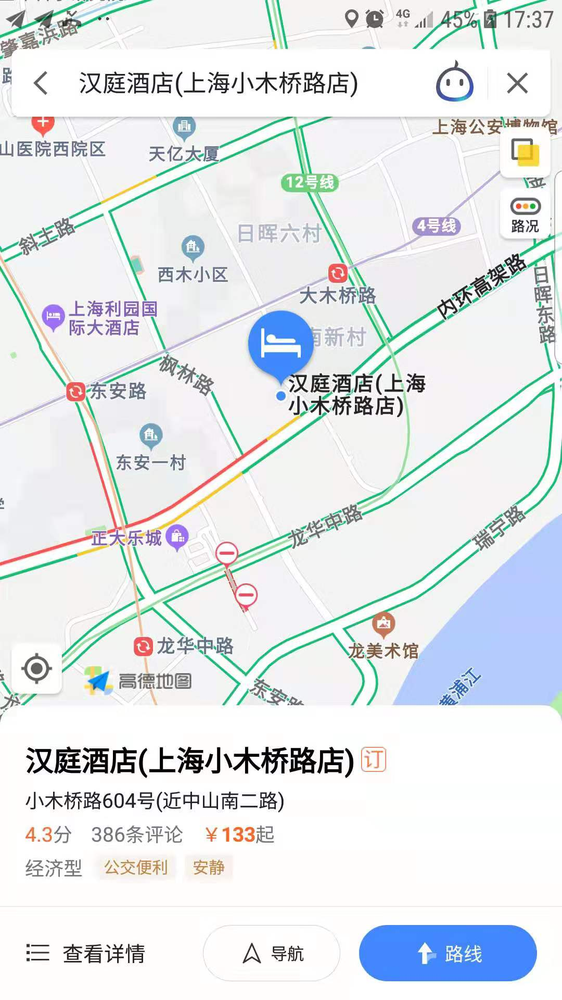 肇嘉浜路
4G
45%
17:37
汉庭酒店(上海小木桥路店)
山医院西院区
天亿大厦
上海公安博物馆
12号线
4号线
路况
斜土路
日晖六村
西木小区
大木桥路
内环高架路
日晖东路
上海利园国
际大酒店
南新村
枫林路
东安路
汉庭酒店(上海
小木桥路店)
东安一村
正大乐城
龙华中路
瑞宁路
龙华中路
龙美术馆
高德地图
东安路
黄浦江
汉庭酒店(上海小木桥路店) 订
小木桥路604号(近中山南二路)
4.3分 386条评论 ¥133起
经济型 公交便利 安静
查看详情
导航
路线